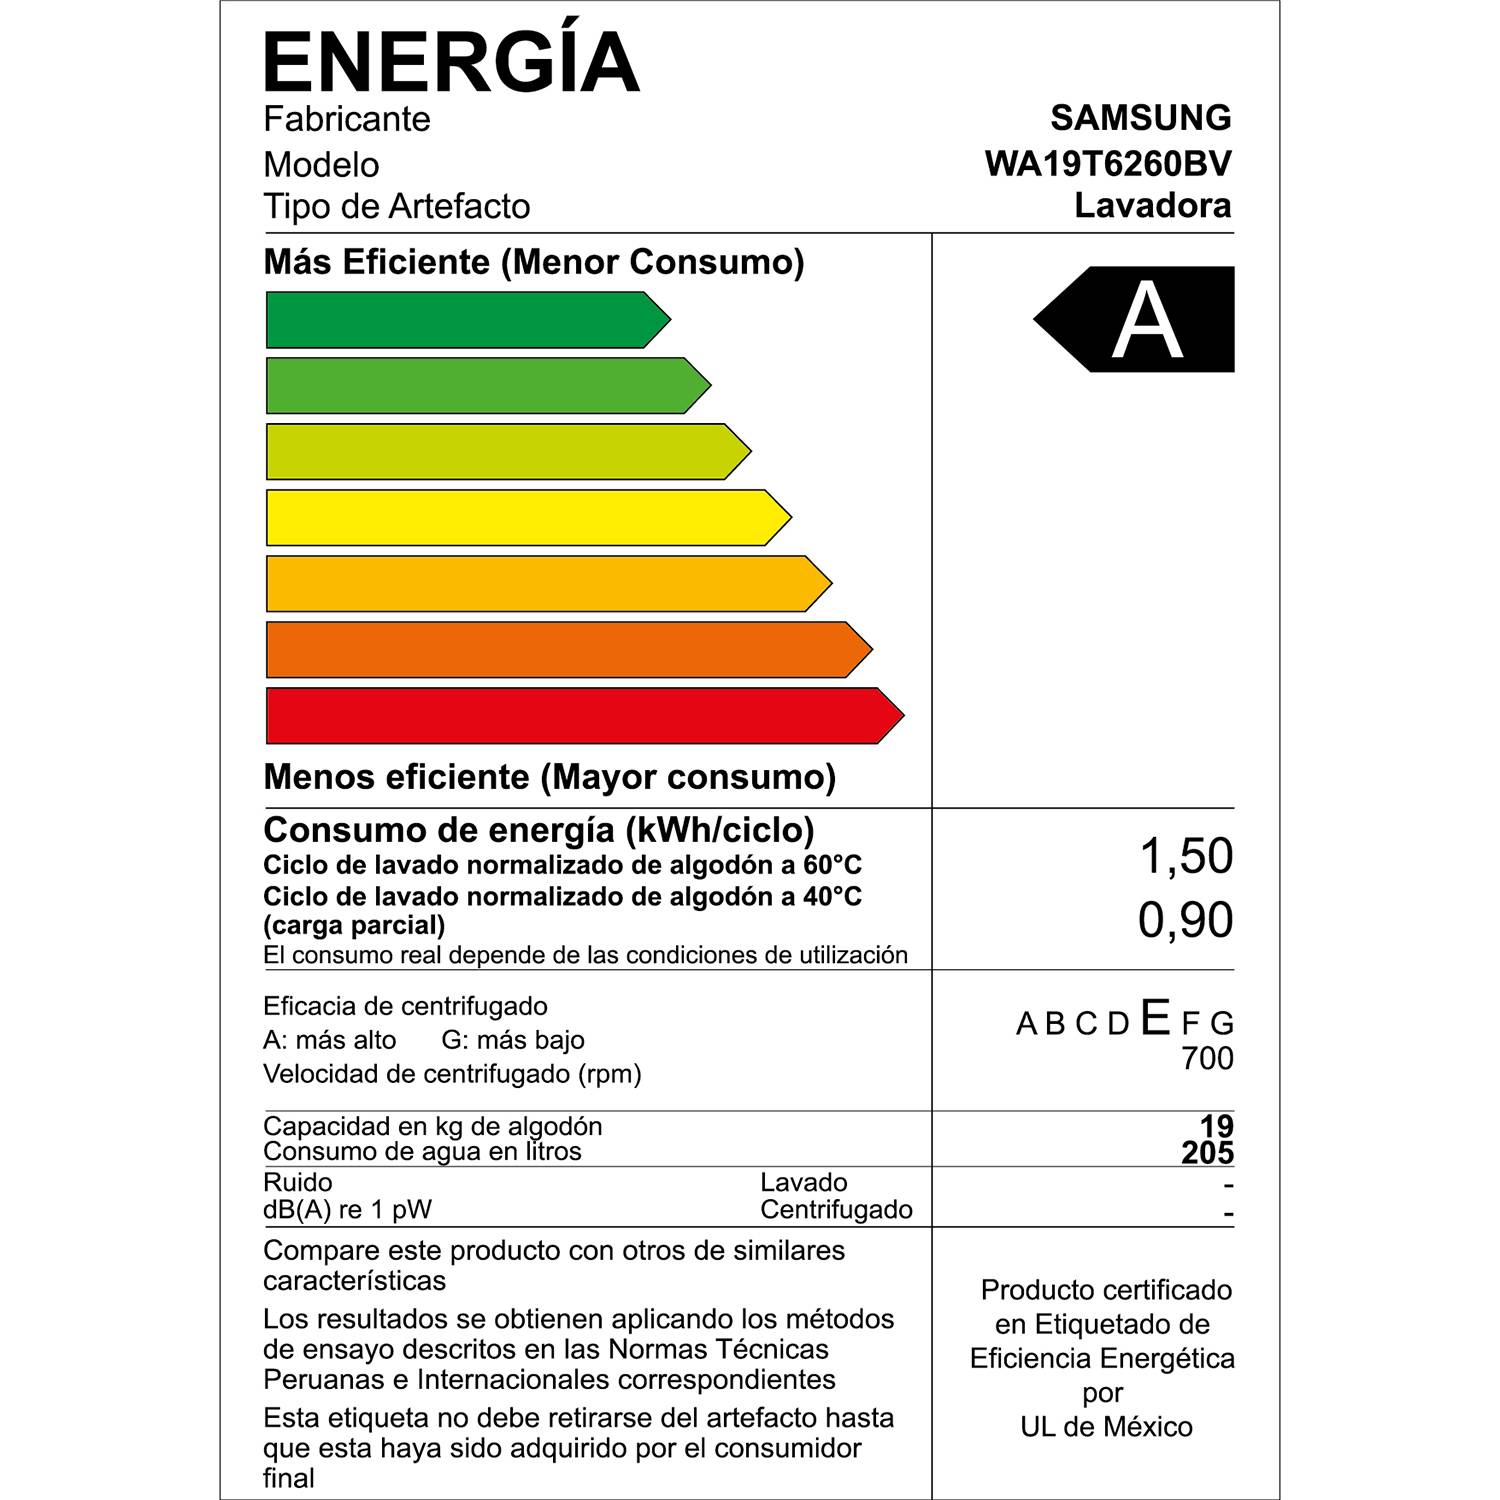 ENERGÍA
Fabricante SAMSUNG
Modelo WA19T6260BV
Tipo de Artefacto Lavadora
Más Eficiente (Menor Consumo)
A
Menos eficiente (Mayor consumo)
Consumo de energía (kWh/ciclo)
Ciclo de lavado normalizado de algodón a 60°C 1,50
Ciclo de lavado normalizado de algodón a 40°C
(carga parcial) 0,90
El consumo real depende de las condiciones de utilización
Eficacia de centrifugado
A: más alto G: más bajo A B C D E F G
Velocidad de centrifugado (rpm) 700
Capacidad en kg de algodón 19
Consumo de agua en litros 205
Ruido Lavado -
dB(A) re 1 pW Centrifugado -
Compare este producto con otros de similares
características
Los resultados se obtienen aplicando los métodos
de ensayo descritos en las Normas Técnicas
Peruanas e Internacionales correspondientes
Esta etiqueta no debe retirarse del artefacto hasta
que esta haya sido adquirido por el consumidor
final
Producto certificado
en Etiquetado de
Eficiencia Energética
por
UL de México